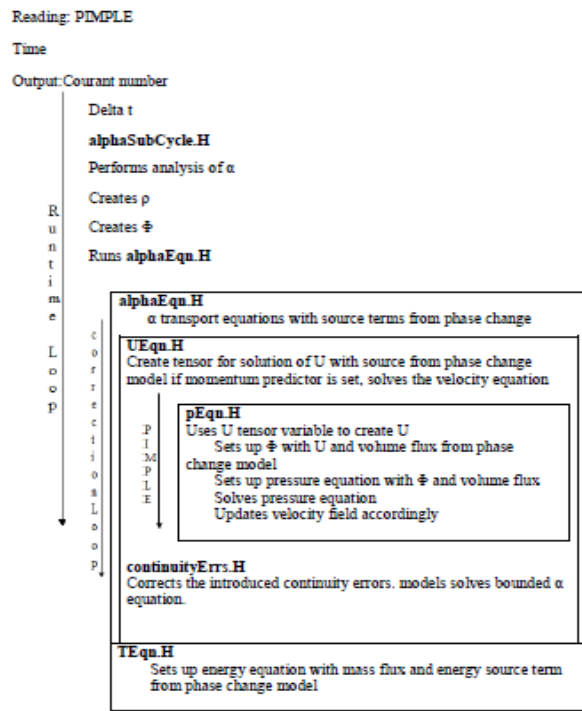 Reading: PIMPLE
Time
Output:Courant number
Delta t
alphaSubCycle.H
Performs analysis of α
Creates ρ
Creates Φ
Runs alphaEqn.H
Runtime Loop
alphaEqn.H
α transport equations with source terms from phase change
correctionLoop
UEqn.H
Create tensor for solution of U with source from phase change
model if momentum predictor is set, solves the velocity equation
PIMPLE
pEqn.H
Uses U tensor variable to create U
Sets up Φ with U and volume flux from phase
change model
Sets up pressure equation with Φ and volume flux
Solves pressure equation
Updates velocity field accordingly
continuityErrs.H
Corrects the introduced continuity errors. models solves bounded α
equation.
TEqn.H
Sets up energy equation with mass flux and energy source term
from phase change model